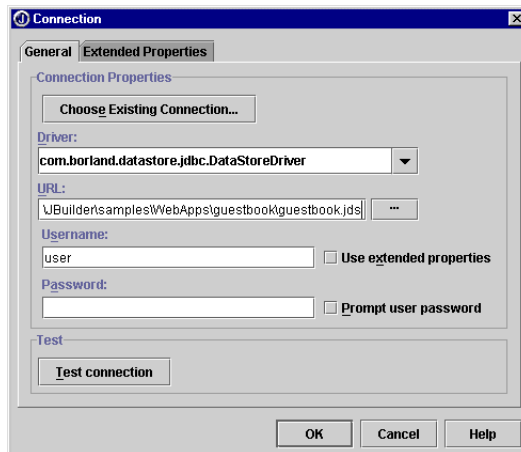 Connection
General Extended Properties
Connection Properties
Choose Existing Connection...
Driver:
com.borland.datastore.jdbc.DataStoreDriver
URL:
\JBuilder\samples\WebApps\guestbook\guestbook.jds ...
Username:
user Use extended properties
Password:
Prompt user password
Test
Test connection
OK Cancel Help